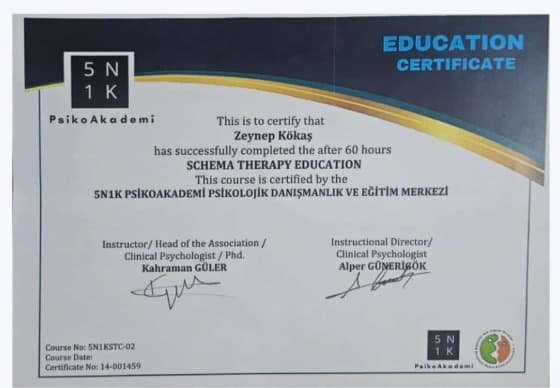 EDUCATION
CERTIFICATE
5 N
1 K
PsikoAkademi
This is to certify that
Zeynep Kökaş
has successfully completed the after 60 hours
SCHEMA THERAPY EDUCATION
This course is certified by the
5N1K PSİKOAKADEMİ PSİKOLOJİK DANIŞMANLIK VE EĞİTİM MERKEZİ
Instructor/ Head of the Association /
Clinical Psychologist / Phd.
Kahraman GÜLER
Instructional Director/
Clinical Psychologist
Alper GÜNERİGÖK
Course No: 5N1KSTC-02
Course Date:
Certificate No: 14-001459
5 N
1 K
PsikoAkademi